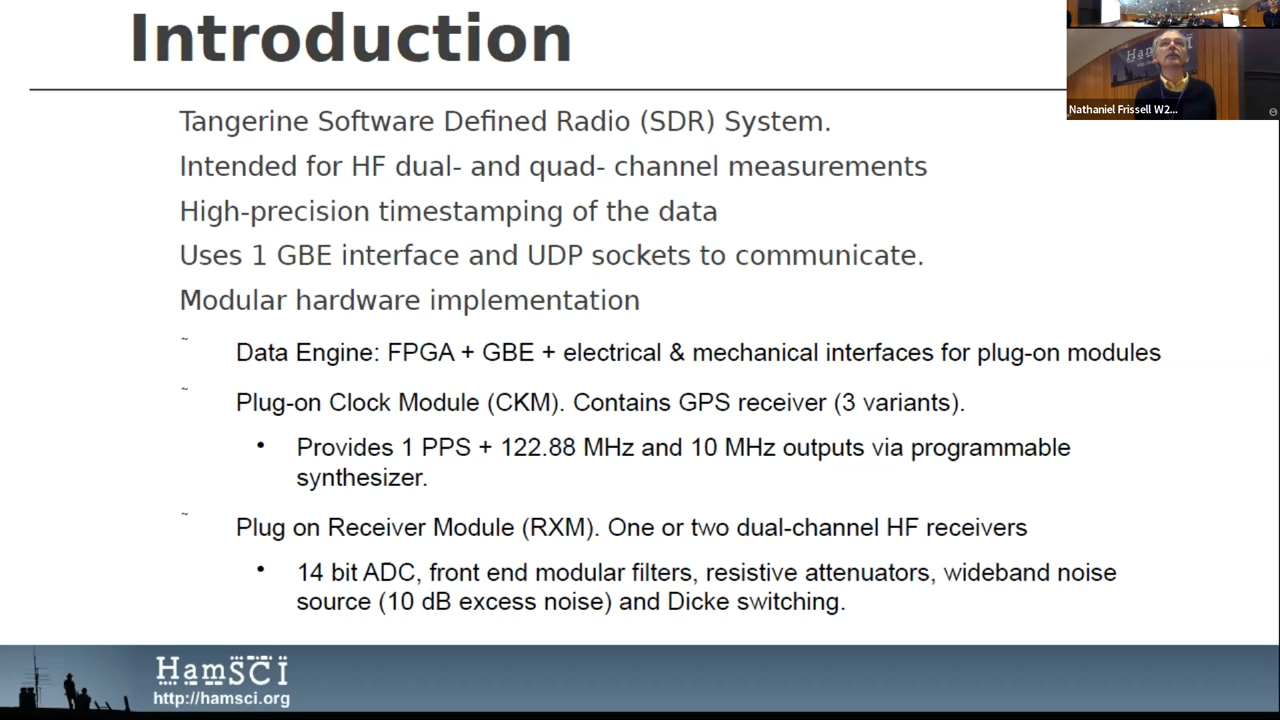 Introduction
Nathaniel Frissell W2...
Tangerine Software Defined Radio (SDR) System.
Intended for HF dual- and quad- channel measurements
High-precision timestamping of the data
Uses 1 GBE interface and UDP sockets to communicate.
Modular hardware implementation
~ Data Engine: FPGA + GBE + electrical & mechanical interfaces for plug-on modules
~ Plug-on Clock Module (CKM). Contains GPS receiver (3 variants).
• Provides 1 PPS + 122.88 MHz and 10 MHz outputs via programmable
synthesizer.
~ Plug on Receiver Module (RXM). One or two dual-channel HF receivers
• 14 bit ADC, front end modular filters, resistive attenuators, wideband noise
source (10 dB excess noise) and Dicke switching.
HamSCI
http://hamsci.org